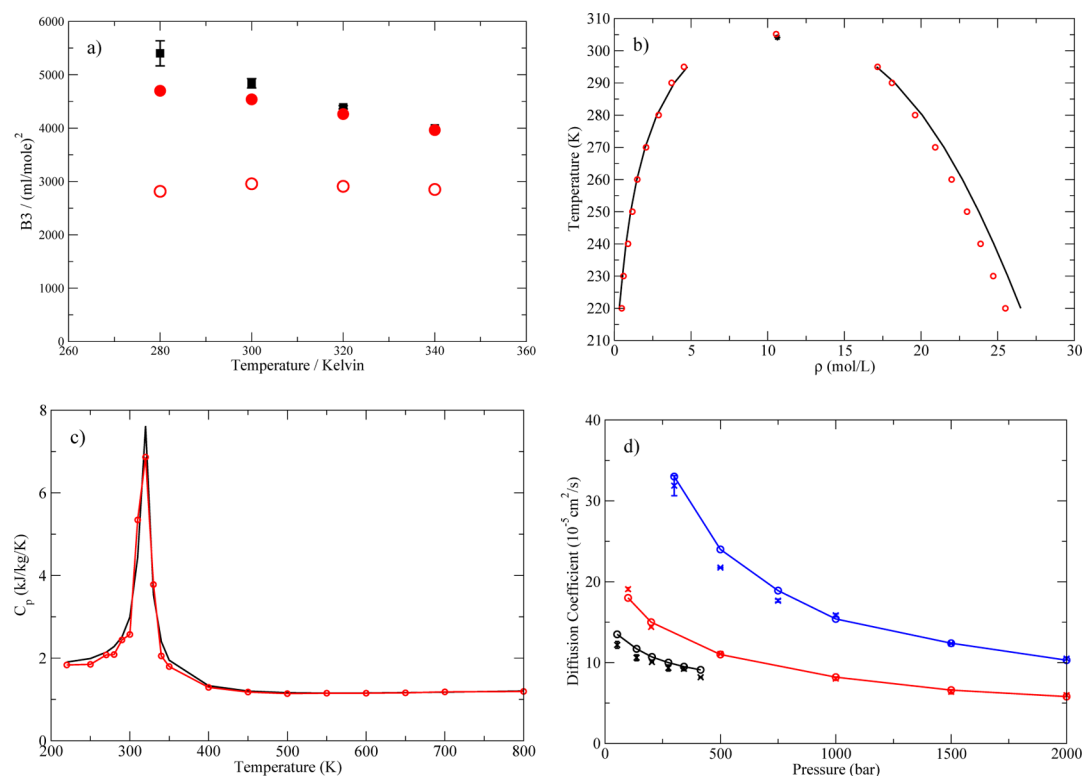 a)
6000
5000
4000
3000
2000
1000
0
B3 / (ml/mole)²
260 280 300 320 340 360
Temperature / Kelvin
b)
310
300
290
280
270
260
250
240
230
220
210
Temperature (K)
0 5 10 15 20 25 30
ρ (mol/L)
c)
8
6
4
2
0
Cₚ (kJ/kg/K)
200 300 400 500 600 700 800
Temperature (K)
d)
40
30
20
10
0
Diffusion Coefficient (10⁻⁵cm²/s)
0 500 1000 1500 2000
Pressure (bar)